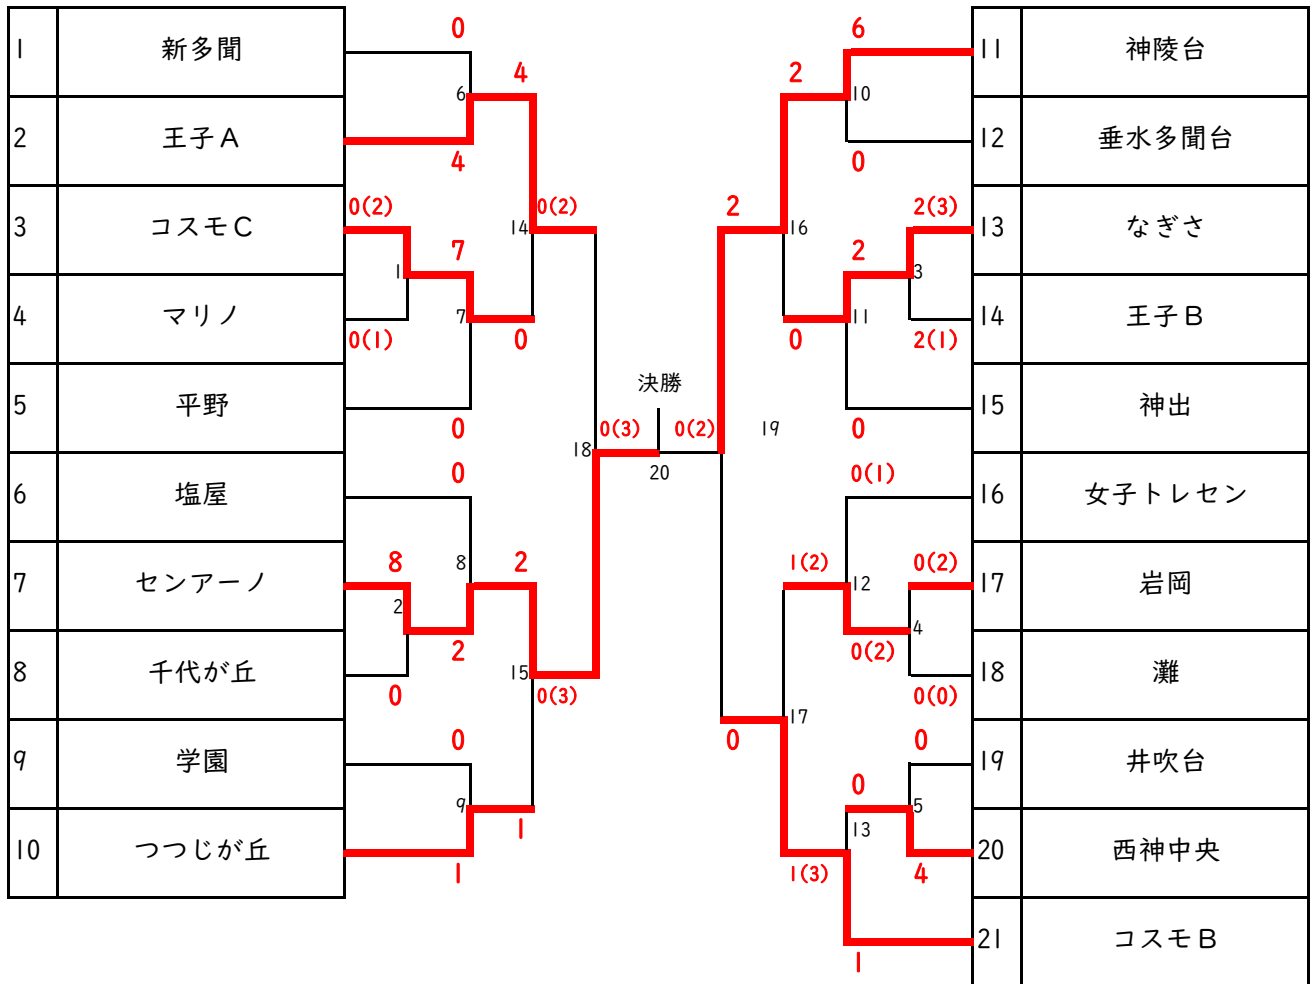 1 新多聞
2 王子A
3 コスモC
4 マリノ
5 平野
6 塩屋
7 センアーノ
8 千代が丘
9 学園
10 つつじが丘
0
6
4
4
0(2)
1
7
7
0(1)
0
14
0(2)
0
0
8
8
2
2
2
0
15
0(3)
0
9
1
1
18
0(3)
決勝
20
0(2)
19
2
6
2
10
0
16
2(3)
2
3
11
0
2(1)
0
0(1)
1(2)
12
0(2)
4
0(2)
0(0)
17
0
0
0
5
13
1(3)
4
1
11 神陵台
12 垂水多聞台
13 なぎさ
14 王子B
15 神出
16 女子トレセン
17 岩岡
18 灘
19 井吹台
20 西神中央
21 コスモB